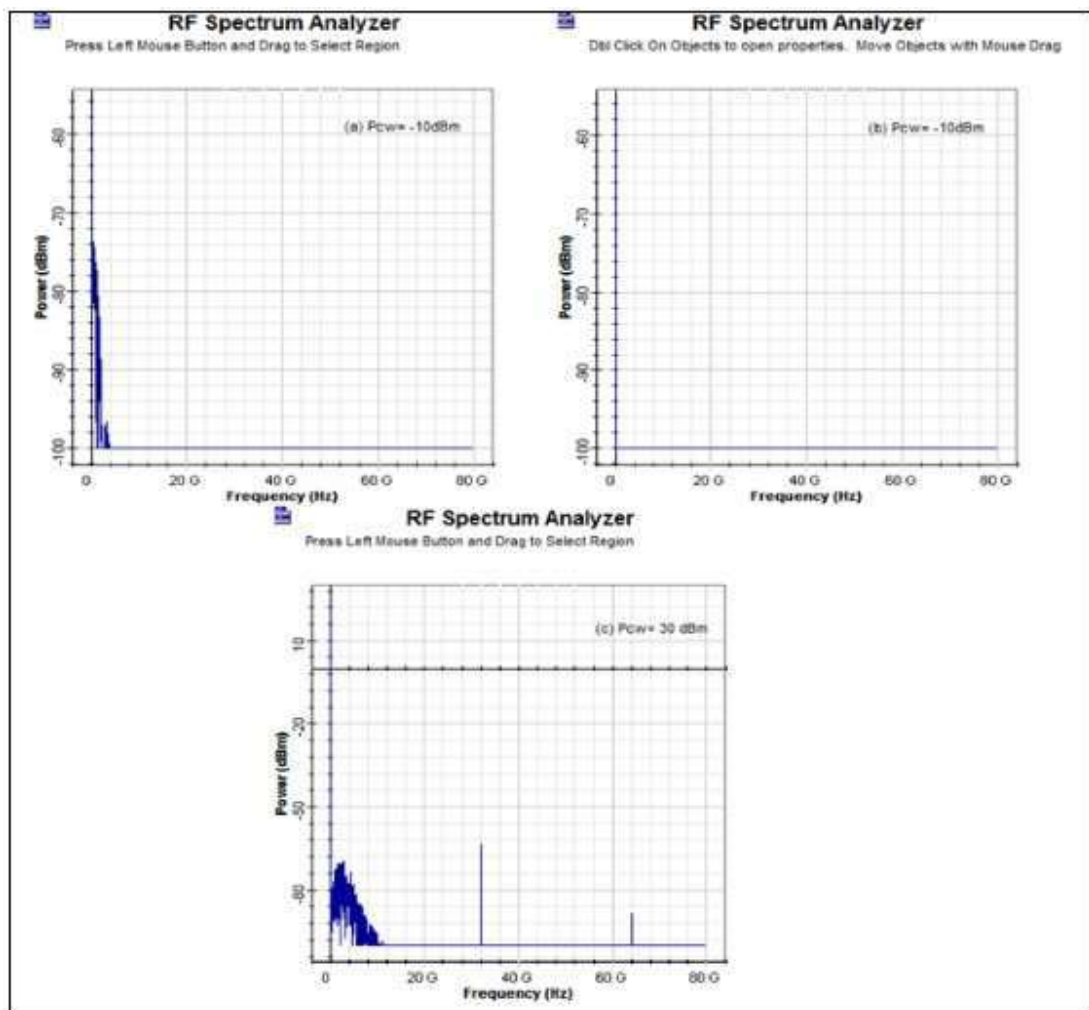 RF Spectrum Analyzer
Press Left Mouse Button and Drag to Select Region
(a) Pcw= -10dBm
Power (dBm)
-60
-70
-80
-90
-100
0 20 G 40 G 60 G 80 G
Frequency (Hz)
RF Spectrum Analyzer
Dbl Click On Objects to open properties. Move Objects with Mouse Drag
(b) Pcw= -10dBm
Power (dBm)
-60
-70
-80
-90
-100
0 20 G 40 G 60 G 80 G
Frequency (Hz)
RF Spectrum Analyzer
Press Left Mouse Button and Drag to Select Region
(c) Pcw= 30 dBm
Power (dBm)
10
-20
-50
-80
0 20 G 40 G 60 G 80 G
Frequency (Hz)